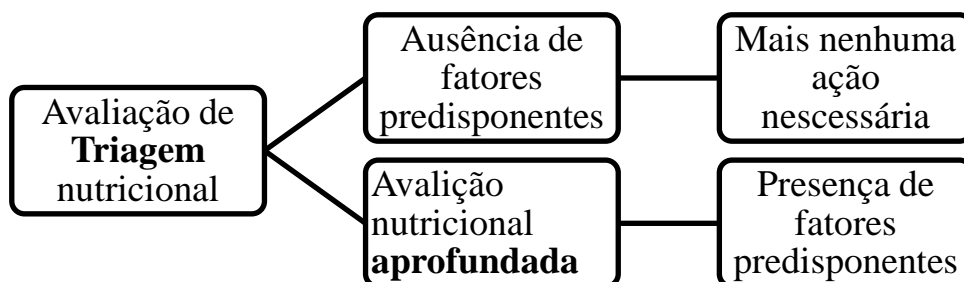 Avaliação de
Triagem
nutricional
Ausência de
fatores
predisponentes
Mais nenhuma
ação
nescessária
Avalição
nutricional
aprofundada
Presença de
fatores
predisponentes